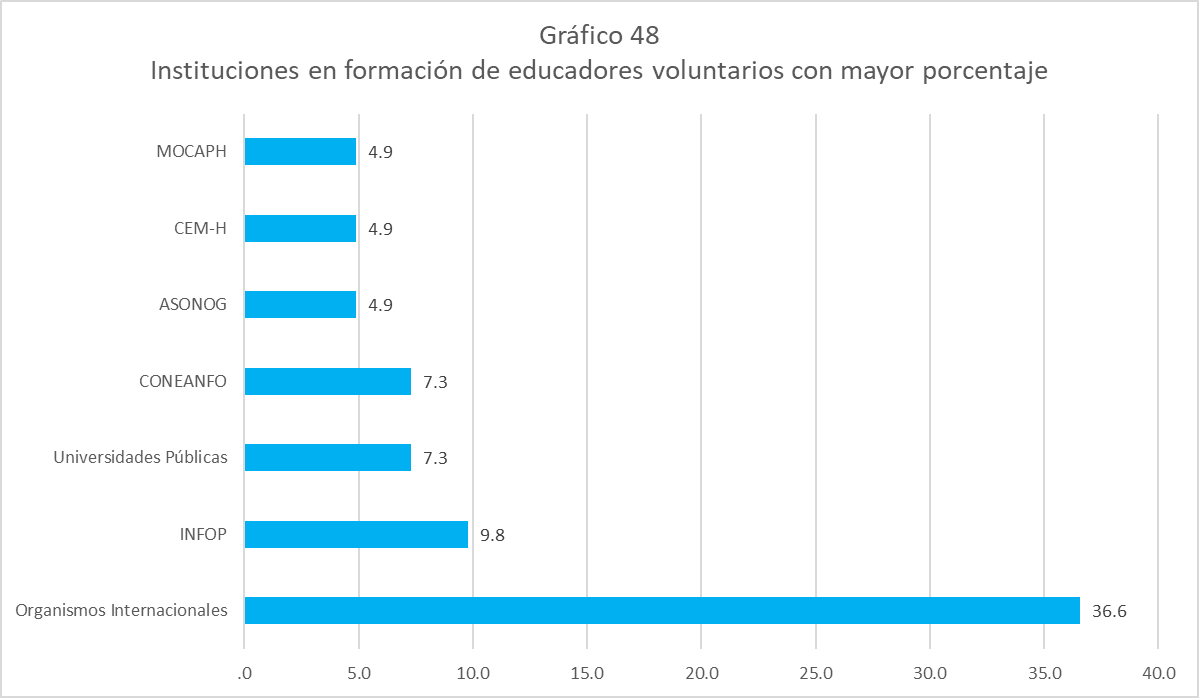 Gráfico 48
Instituciones en formación de educadores voluntarios con mayor porcentaje
MOCAPH 4.9
CEM-H 4.9
ASONOG 4.9
CONEANFO 7.3
Universidades Públicas 7.3
INFOP 9.8
Organismos Internacionales 36.6
.0 5.0 10.0 15.0 20.0 25.0 30.0 35.0 40.0